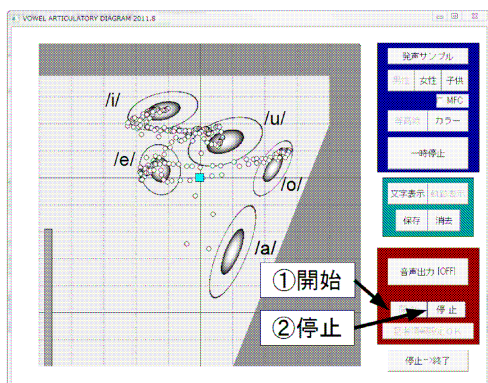 VOWEL ARTICULATORY DIAGRAM 2011.8
発声サンプル
女性 子供
MFC
カラー
一時停止
文字表示
保存 消去
音声出力 [OFF]
停止
停止→終了
/i/
/u/
/e/
/o/
/a/
①開始
②停止